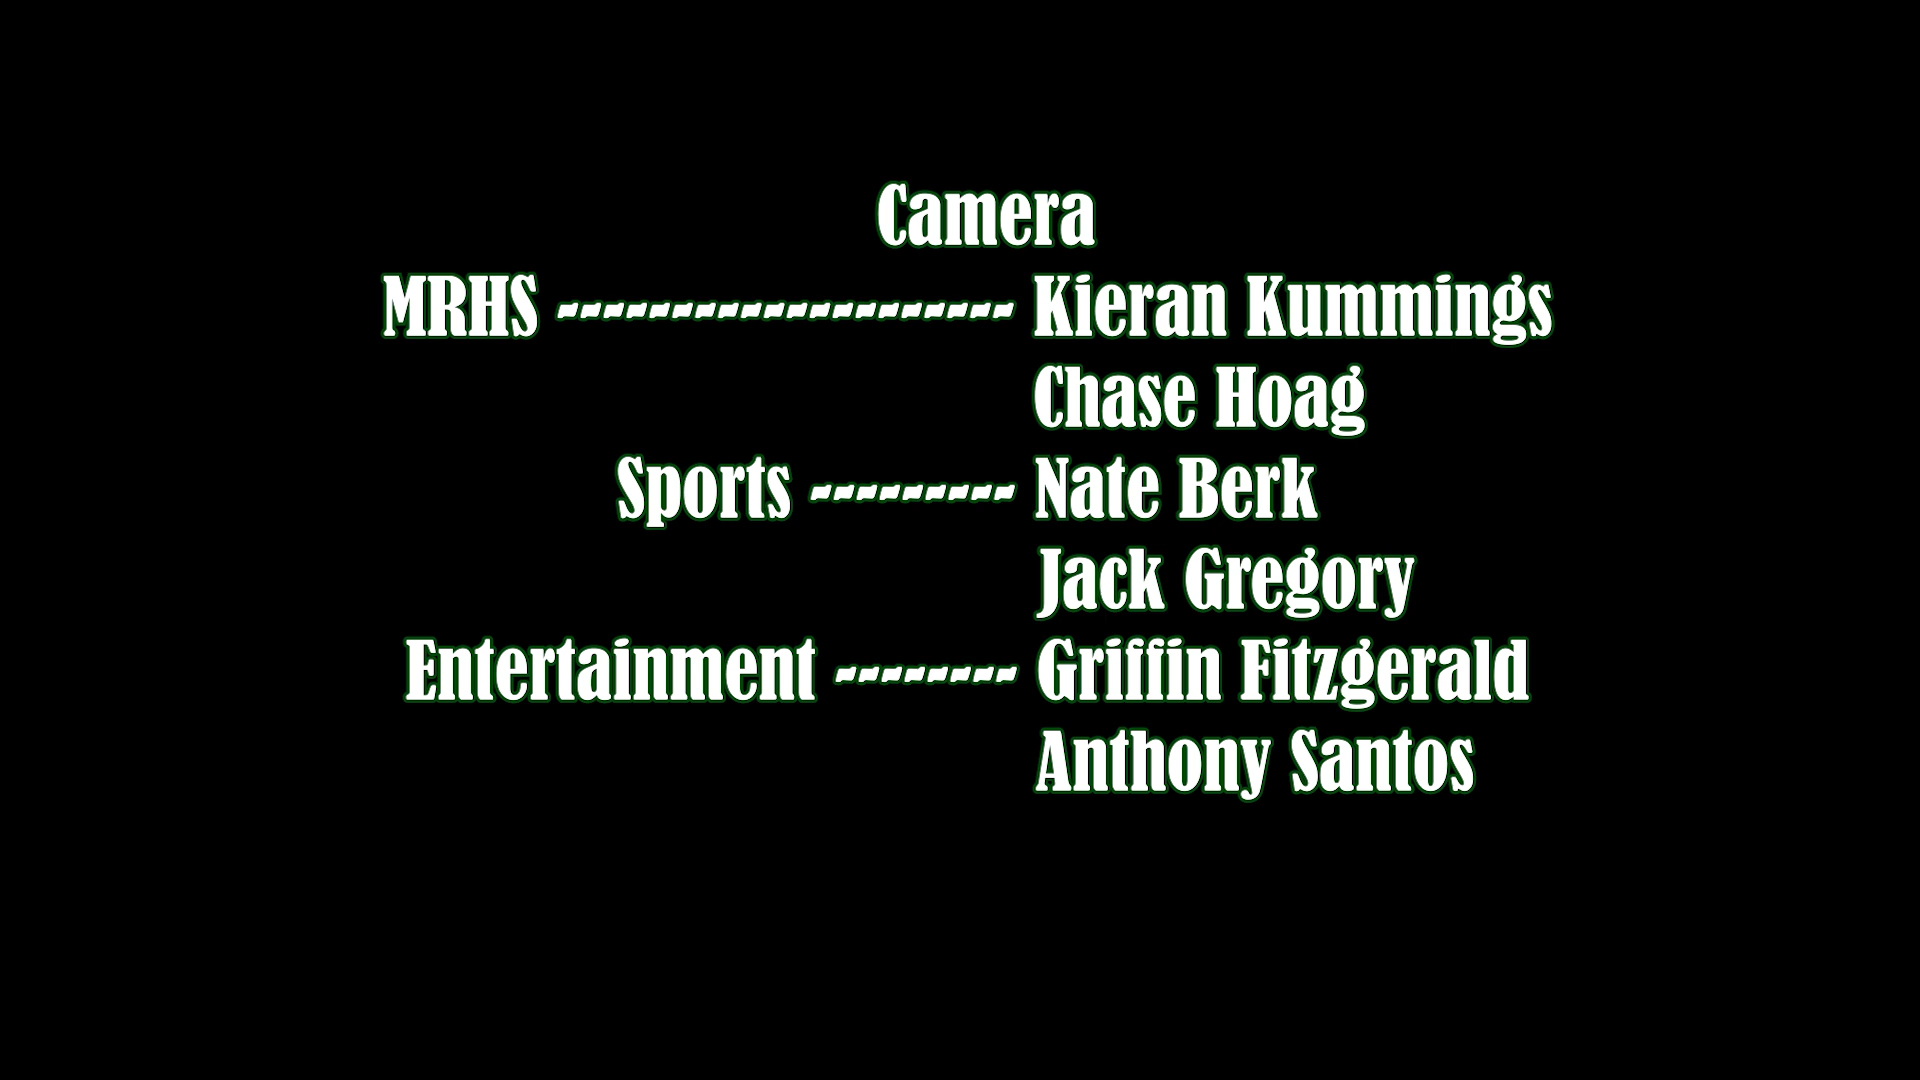 Camera
MRHS -------------------- Kieran Kummings
Chase Hoag
Sports --------- Nate Berk
Jack Gregory
Entertainment -------- Griffin Fitzgerald
Anthony Santos